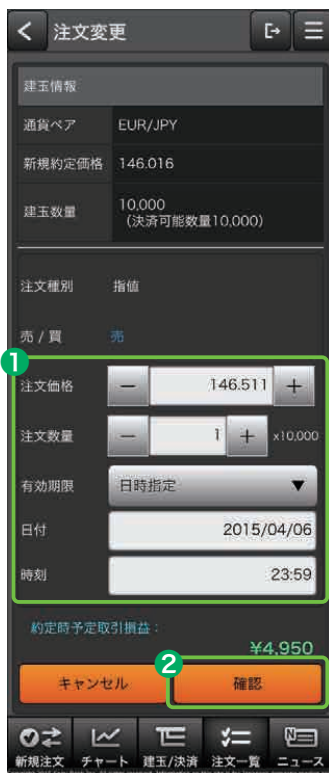 注文変更
建玉情報
通貨ペア EUR/JPY
新規約定価格 146.016
建玉数量 10,000
(決済可能数量10,000)
注文種別 指値
売 / 買 売
1
注文価格 − 146.511 +
注文数量 − 1 + ×10,000
有効期限 日時指定 ▼
日付 2015/04/06
時刻 23:59
約定時予定取引損益:
¥4,950
2
キャンセル 確認
新規注文 チャート 建玉/決済 注文一覧 ニュース